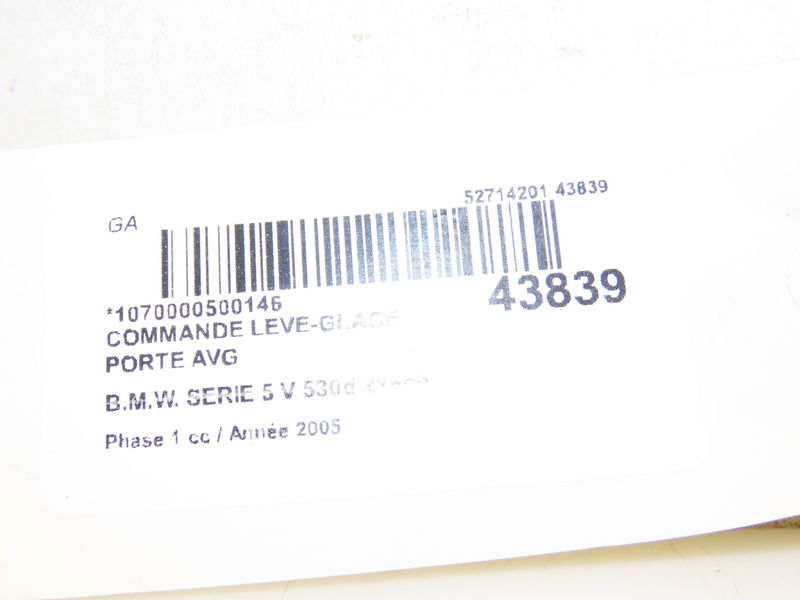 GA
52714201 43839
*1070000500146
43839
COMMANDE LEVE-GLACE
PORTE AVG
B.M.W. SERIE 5 V 530d
Phase 1 cc / Année 2005